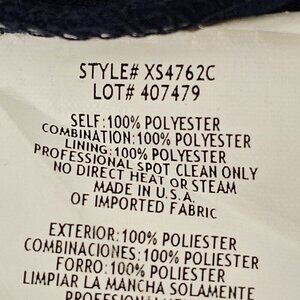 STYLE# XS4762C
LOT# 407479
SELF:100% POLYESTER
COMBINATION:100% POLYESTER
LINING:100% POLYESTER
PROFESSIONAL SPOT CLEAN ONLY
NO DIRECT HEAT OR STEAM
MADE IN U.S.A.
OF IMPORTED FABRIC
EXTERIOR:100% POLIESTER
COMBINACIONES:100% POLIESTER
FORRO:100% POLIESTER
LIMPIAR LA MANCHA SOLAMENTE